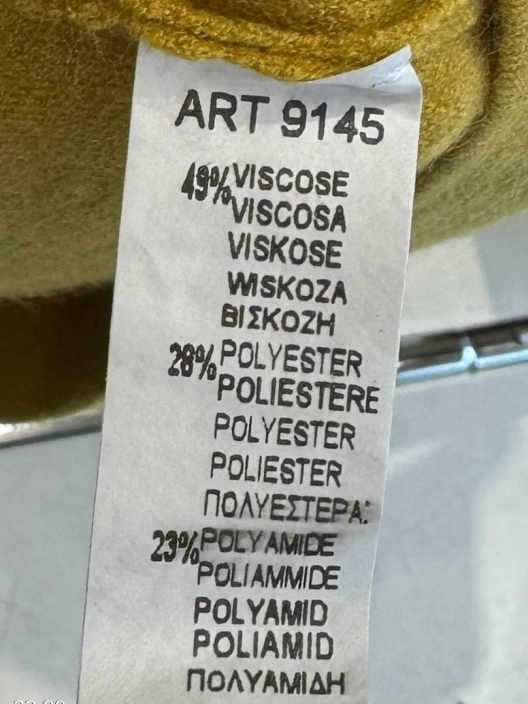 ART 9145
49% VISCOSE
VISCOSA
VISKOSE
WISKOZA
ΒΙΣΚΟΖΗ
28% POLYESTER
POLIESTERE
POLYESTER
POLIESTER
ΠΟΛΥΕΣΤΕΡΑ:
23% POLYAMIDE
POLIAMMIDE
POLYAMID
POLIAMID
ΠΟΛΥΑΜΙΔΗ